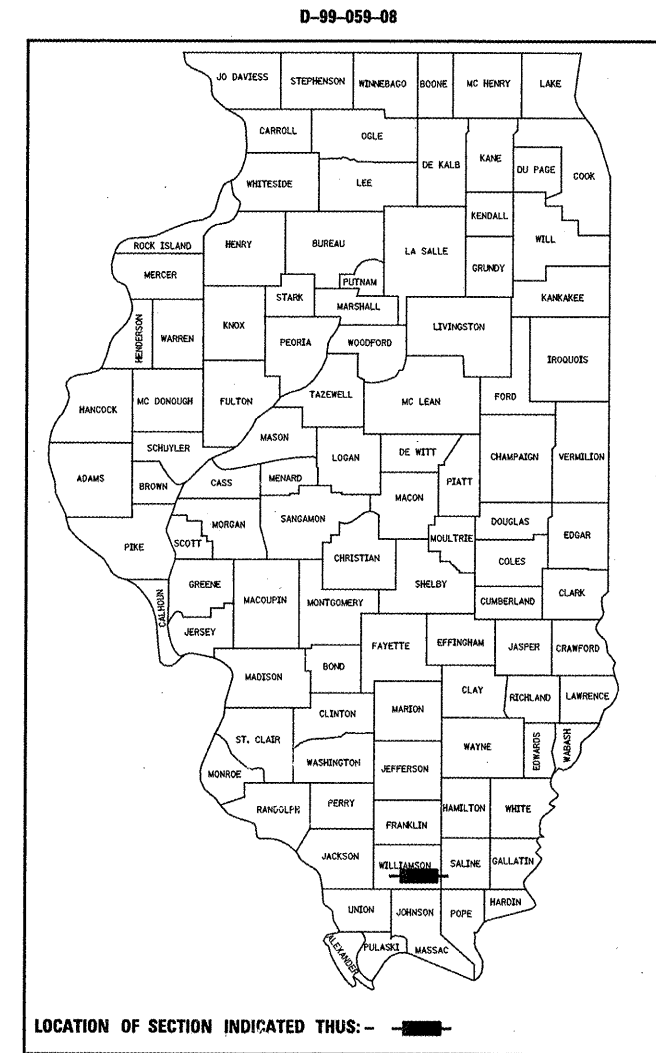 D-99-059-08
JO DAVIESS STEPHENSON WINNEBAGO BOONE MC HENRY LAKE
CARROLL OGLE
DE KALB KANE DU PAGE COOK
WHITESIDE LEE
KENDALL
ROCK ISLAND HENRY BUREAU LA SALLE WILL
MERCER PUTNAM GRUNDY
STARK MARSHALL KANKAKEE
HENDERSON WARREN KNOX PEORIA WOODFORD LIVINGSTON
IROQUOIS
HANCOCK MC DONOUGH FULTON TAZEWELL MC LEAN FORD
MASON
SCHUYLER LOGAN DE WITT CHAMPAIGN VERMILION
ADAMS BROWN CASS MENARD MACON PIATT
PIKE SCOTT MORGAN SANGAMON DOUGLAS EDGAR
MOULTRIE
CHRISTIAN COLES
CALHOUN GREENE MACOUPIN MONTGOMERY SHELBY CUMBERLAND CLARK
JERSEY
FAYETTE EFFINGHAM JASPER CRAWFORD
MADISON BOND
CLAY RICHLAND LAWRENCE
CLINTON MARION
ST. CLAIR WAYNE EDWARDS WABASH
WASHINGTON JEFFERSON
MONROE
RANDOLPH PERRY HAMILTON WHITE
FRANKLIN
JACKSON WILLIAMSON SALINE GALLATIN
HARDIN
UNION JOHNSON POPE
ALEXANDER PULASKI MASSAC
LOCATION OF SECTION INDICATED THUS: -